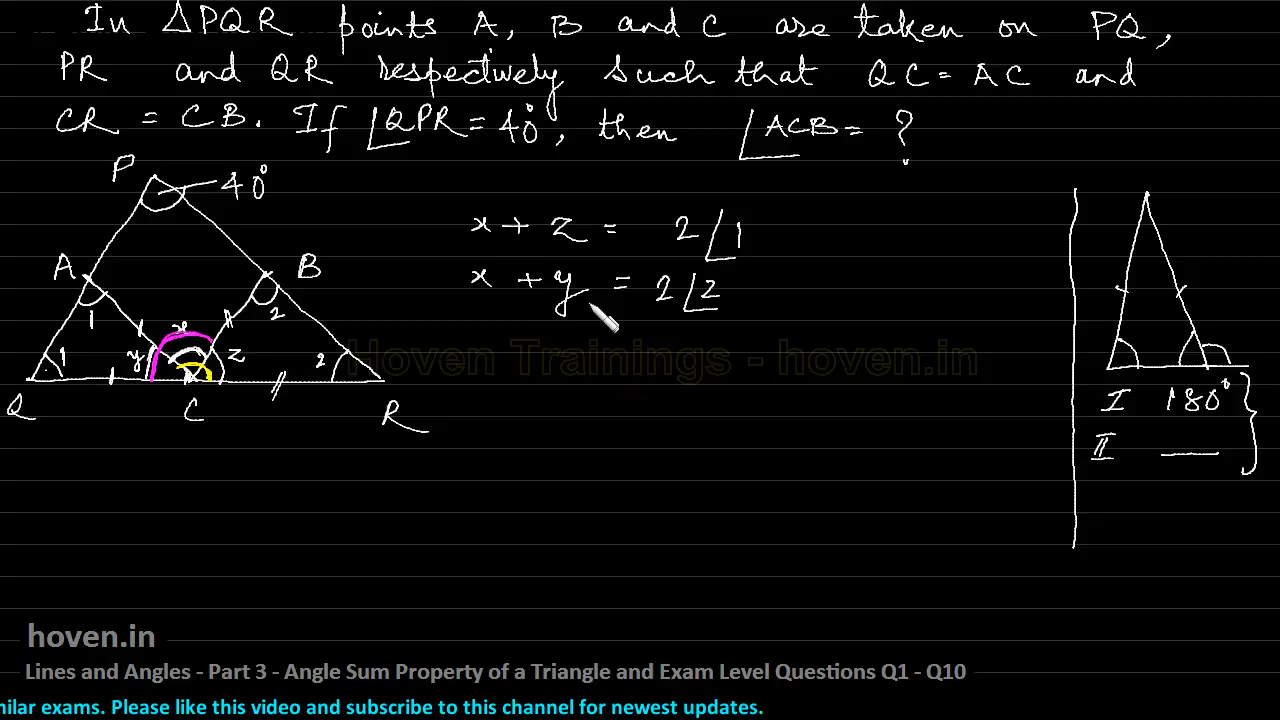 In △PQR points A, B and C are taken on PQ,
PR and QR respectively such that QC = AC and
CR = CB. If ∠QPR = 40°, then ∠ACB = ?
P
40°
x + z = 2∠1
A
B
x + y = 2∠2
1
2
x
1
y
z
2
Hoven Trainings - hoven.in
Q
C
R
I 180°
II
hoven.in
Lines and Angles - Part 3 - Angle Sum Property of a Triangle and Exam Level Questions Q1 - Q10
exams. Please like this video and subscribe to this channel for newest updates.